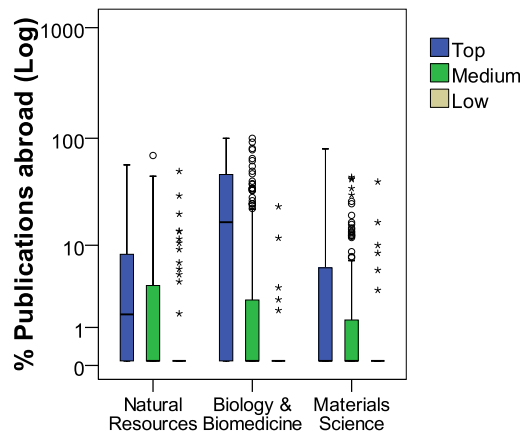 % Publications abroad (Log)
1000
100
10
1
0
Top
Medium
Low
Natural
Resources
Biology &
Biomedicine
Materials
Science